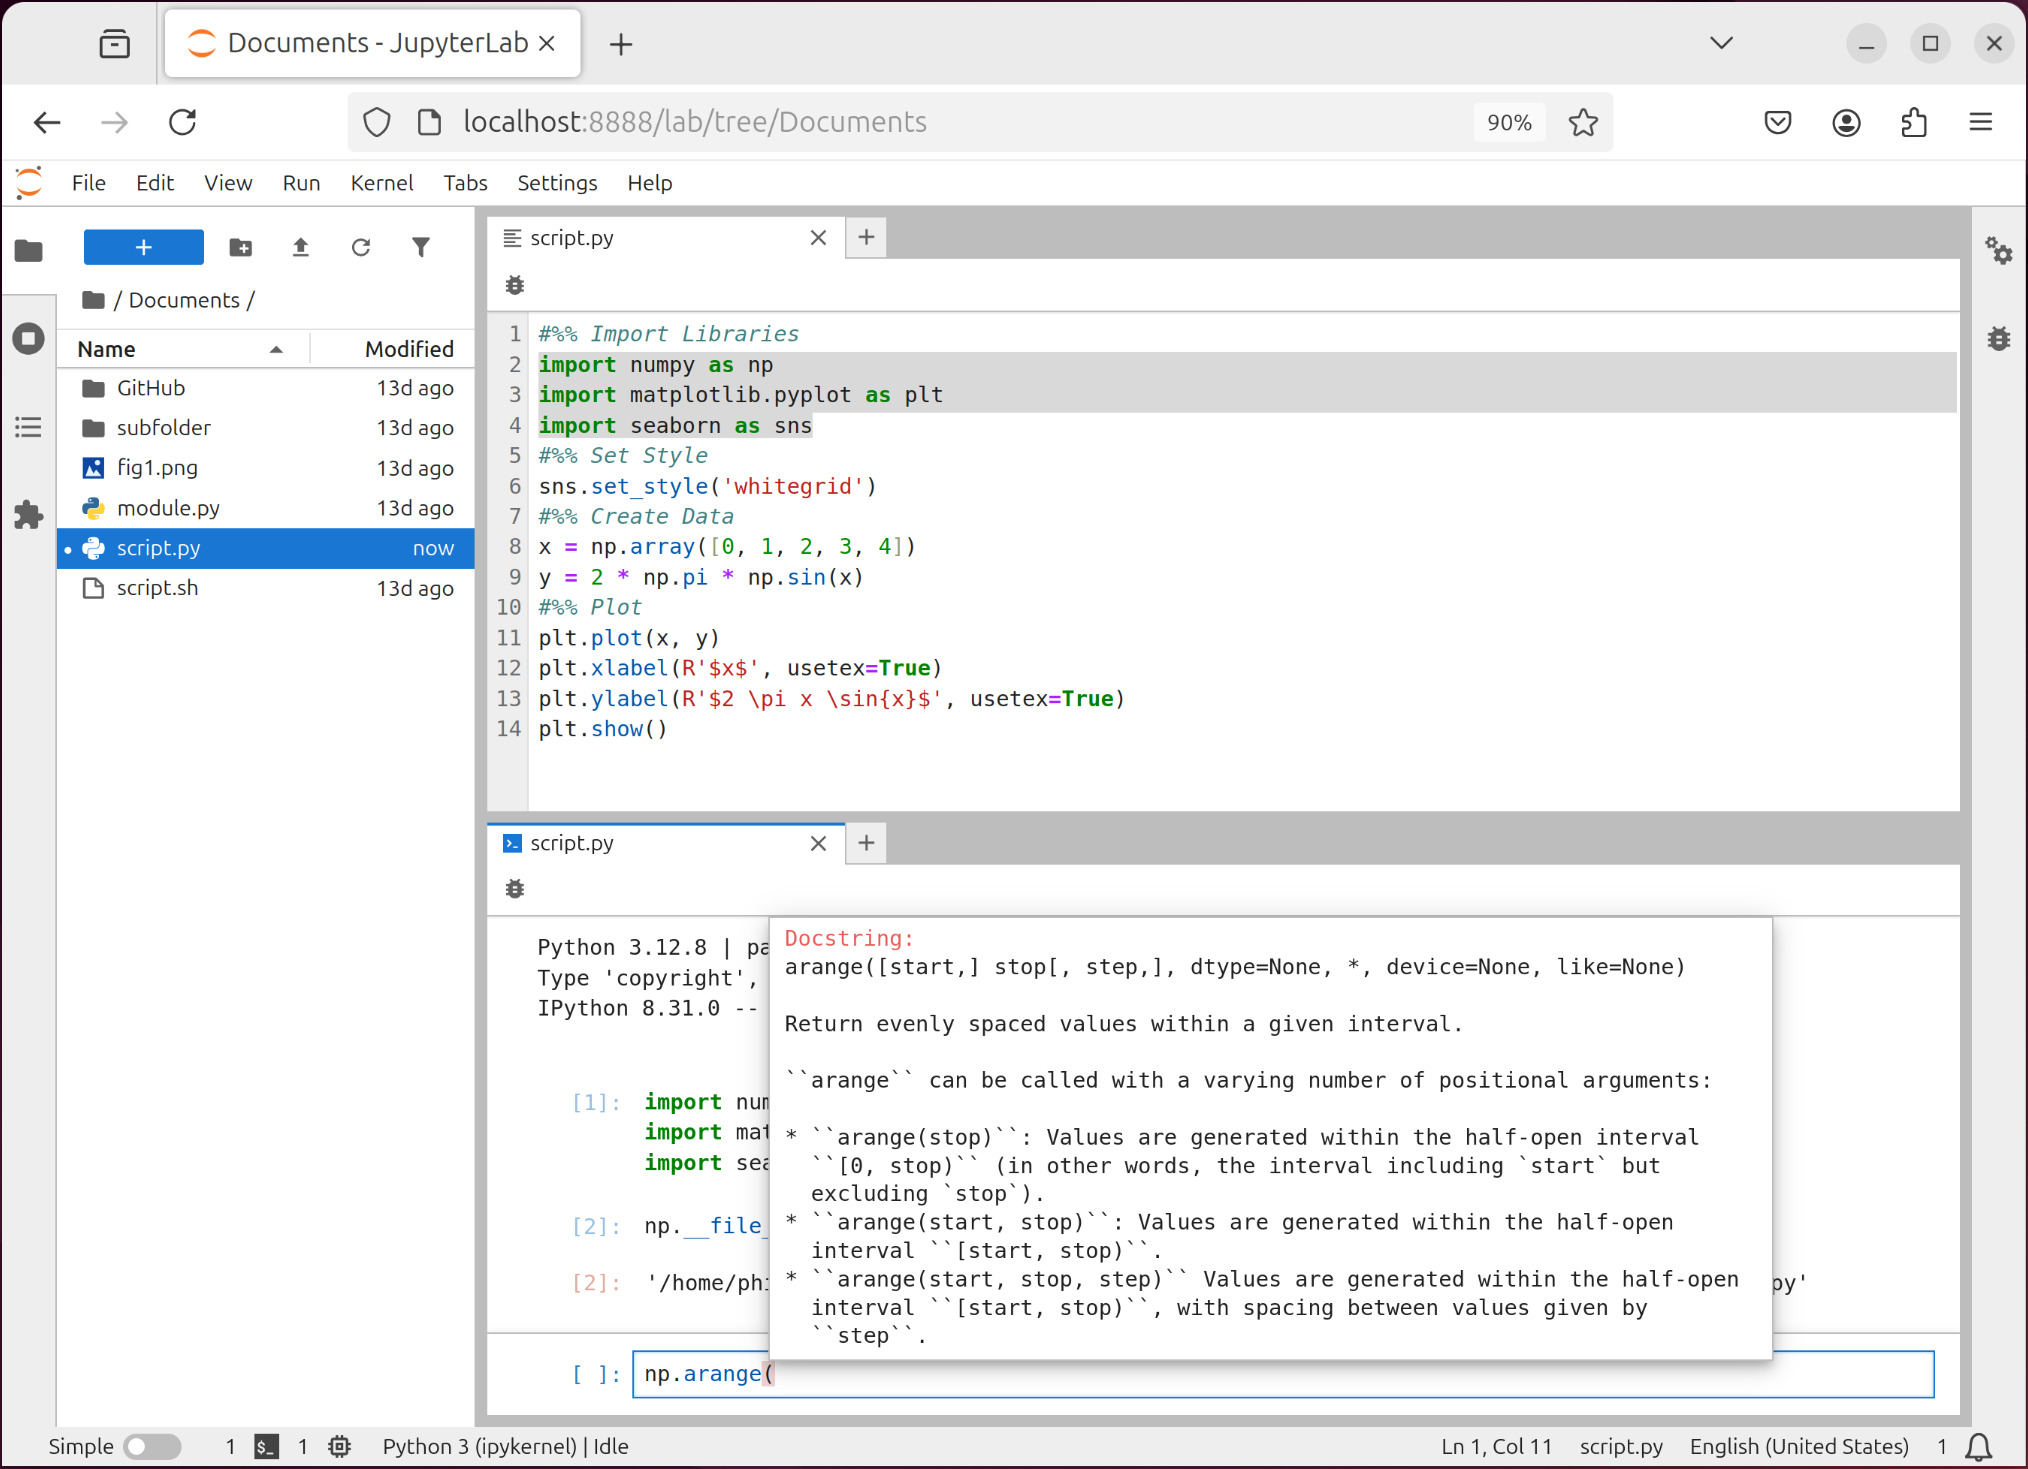 Documents - JupyterLab
localhost:8888/lab/tree/Documents
90%
File Edit View Run Kernel Tabs Settings Help
+
/ Documents /
Name Modified
GitHub 13d ago
subfolder 13d ago
fig1.png 13d ago
module.py 13d ago
script.py now
script.sh 13d ago
script.py
1 #%% Import Libraries
2 import numpy as np
3 import matplotlib.pyplot as plt
4 import seaborn as sns
5 #%% Set Style
6 sns.set_style('whitegrid')
7 #%% Create Data
8 x = np.array([0, 1, 2, 3, 4])
9 y = 2 * np.pi * np.sin(x)
10 #%% Plot
11 plt.plot(x, y)
12 plt.xlabel(R'$x$', usetex=True)
13 plt.ylabel(R'$2 \pi x \sin{x}$', usetex=True)
14 plt.show()
script.py
Python 3.12.8 | pa
Type 'copyright',
IPython 8.31.0 --
[1]: import num
import mat
import sea
[2]: np.__file_
[2]: '/home/phi py'
Docstring:
arange([start,] stop[, step,], dtype=None, *, device=None, like=None)
Return evenly spaced values within a given interval.
``arange`` can be called with a varying number of positional arguments:
* ``arange(stop)``: Values are generated within the half-open interval
``[0, stop)`` (in other words, the interval including `start` but
excluding `stop`).
* ``arange(start, stop)``: Values are generated within the half-open
interval ``[start, stop)``.
* ``arange(start, stop, step)`` Values are generated within the half-open
interval ``[start, stop)``, with spacing between values given by
``step``.
[ ]: np.arange(
Simple 1 $_ 1 Python 3 (ipykernel) | Idle Ln 1, Col 11 script.py English (United States) 1